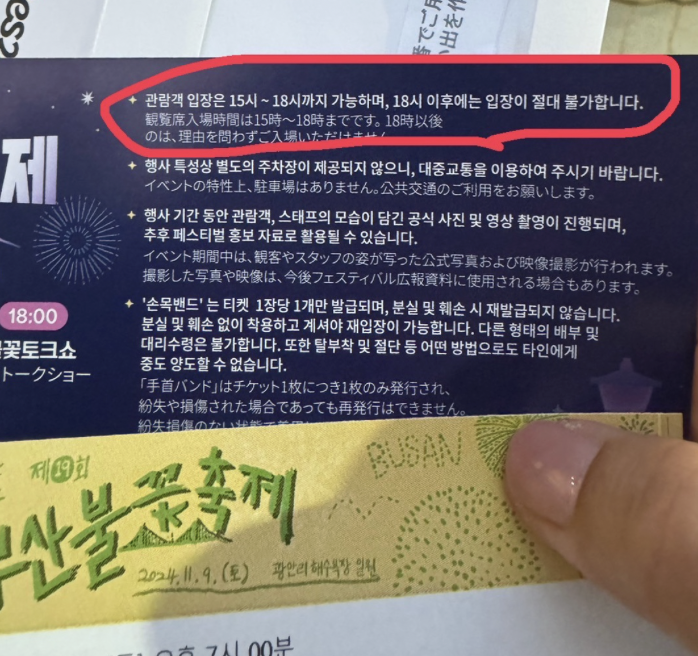 제
18:00
꽃토크쇼
トークショー
관람객 입장은 15시 ~ 18시까지 가능하며, 18시 이후에는 입장이 절대 불가합니다.
観覧席入場時間は15時~18時までです。18時以後
のは、理由を問わずご入場いただけません
행사 특성상 별도의 주차장이 제공되지 않으니, 대중교통을 이용하여 주시기 바랍니다.
イベントの特性上、駐車場はありません。公共交通のご利用をお願いします。
행사 기간 동안 관람객, 스태프의 모습이 담긴 공식 사진 및 영상 촬영이 진행되며,
추후 페스티벌 홍보 자료로 활용될 수 있습니다.
イベント期間中は、観客やスタッフの姿が写った公式写真および映像撮影が行われます。
撮影した写真や映像は、今後フェスティバル広報資料に使用される場合もあります。
'손목밴드' 는 티켓 1장당 1개만 발급되며, 분실 및 훼손 시 재발급되지 않습니다.
분실 및 훼손 없이 착용하고 계셔야 재입장이 가능합니다. 다른 형태의 배부 및
대리수령은 불가합니다. 또한 탈부착 및 절단 등 어떤 방법으로도 타인에게
중도 양도할 수 없습니다.
「手首バンド」はチケット1枚につき1枚のみ発行され、
紛失や損傷された場合であっても再発行はできません。
紛失損傷のない状態で
제19회
BUSAN
부산불꽃축제
2024.11.9.(토) 광안리해수욕장 일원
오후 7시 00분